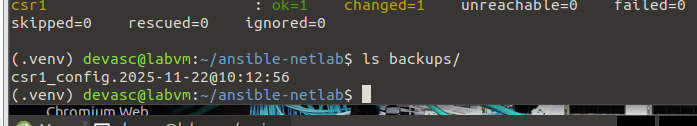 csr1 : ok=1 changed=1 unreachable=0 failed=0
skipped=0 rescued=0 ignored=0
(.venv) devasc@labvm:~/ansible-netlab$ ls backups/
csr1_config.2025-11-22@10:12:56
(.venv) devasc@labvm:~/ansible-netlab$
Chromium Web